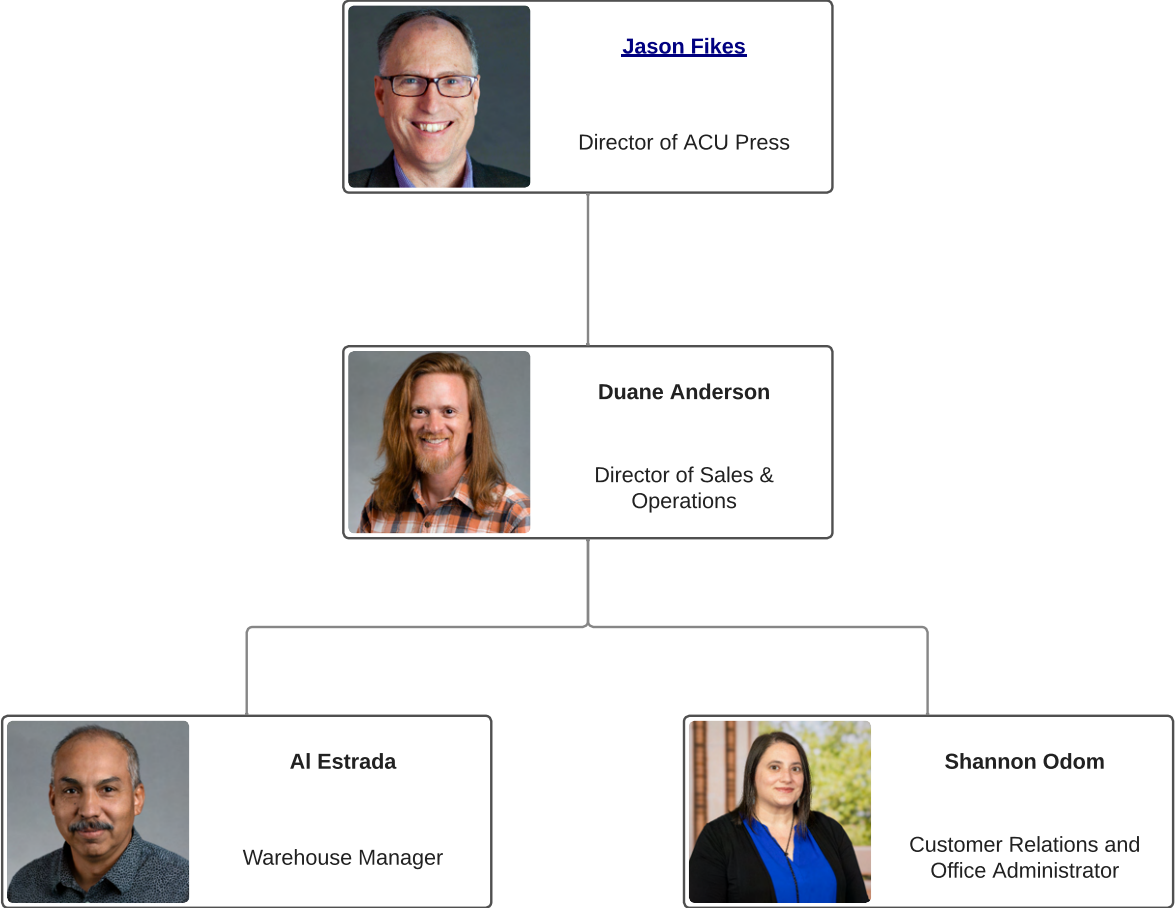 Jason Fikes
Director of ACU Press
Duane Anderson
Director of Sales &
Operations
Al Estrada
Warehouse Manager
Shannon Odom
Customer Relations and
Office Administrator